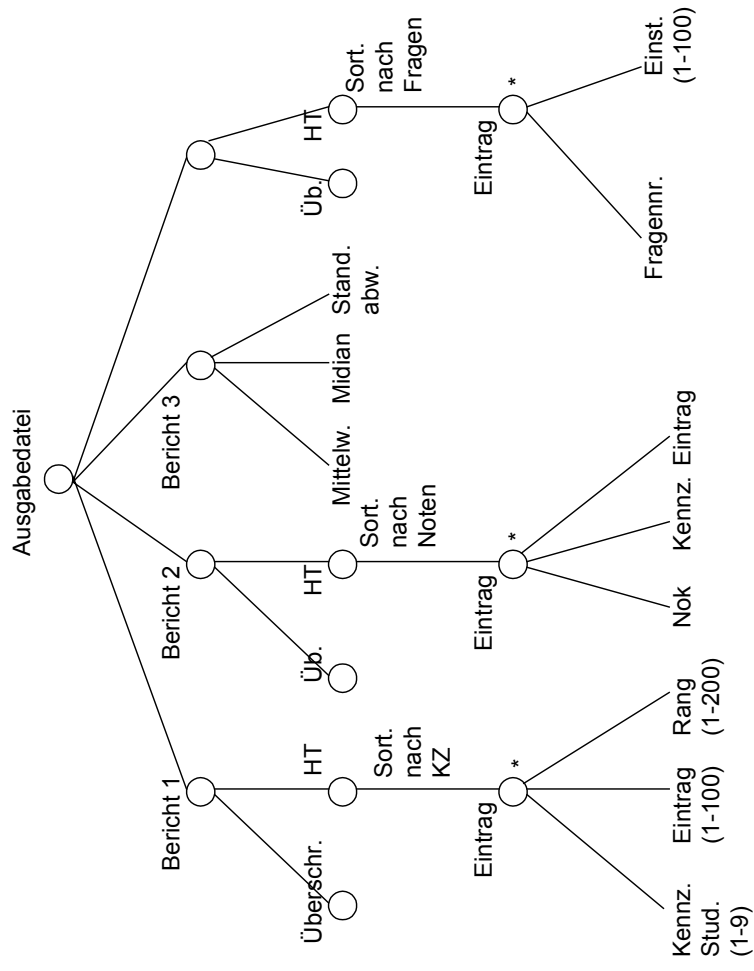 Ausgabedatei
Bericht 1
Bericht 2
Bericht 3
Überschr.
HT
Üb.
HT
Mittelw.
Midian
Stand.
abw.
Üb.
HT
Sort.
nach
KZ
Sort.
nach
Noten
Sort.
nach
Fragen
Eintrag
*
Eintrag
*
Eintrag
*
Kennz.
Stud.
(1-9)
Eintrag
(1-100)
Rang
(1-200)
Nok
Kennz.
Eintrag
Fragennr.
Einst.
(1-100)